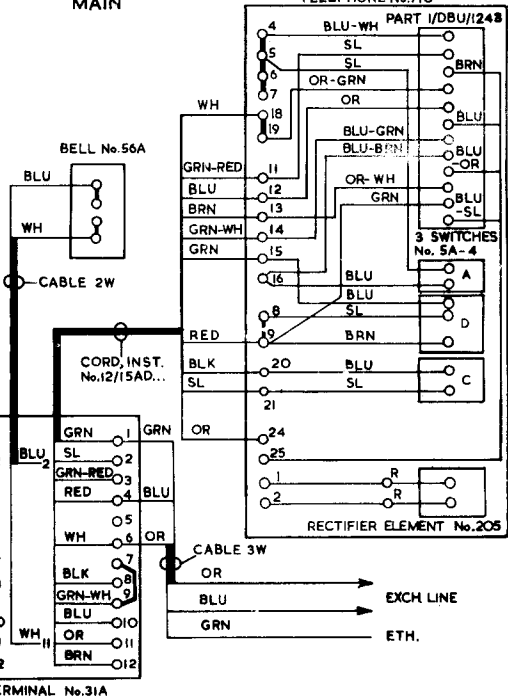 MAIN
PART 1/DBU/1248
4
BLU-WH
5
SL
SL
BRN
6
OR-GRN
7
OR
WH
18
BLU
19
BLU-GRN
BELL No.56A
BLU-BRN
BLU
-OR
GRN-RED
11
BLU
BLU
12
OR-WH
GRN
BLU
-SL
BRN
13
WH
GRN-WH
14
3 SWITCHES
No. 5A-4
GRN
15
A
16
BLU
CABLE 2W
BLU
8
SL
D
RED
9
BRN
CORD, INST.
No.12/15AD...
BLK
20
BLU
C
SL
SL
21
GRN
1
GRN
OR
24
BLU
2
SL
2
25
GRN-RED
3
RED
4
BLU
1
R
2
R
5
RECTIFIER ELEMENT No.205
WH
6
OR
CABLE 3W
7
BLK
8
OR
GRN-WH
9
BLU
EXCH. LINE
BLU
10
GRN
ETH.
WH
11
OR
11
BRN
12
RMINAL No.31A